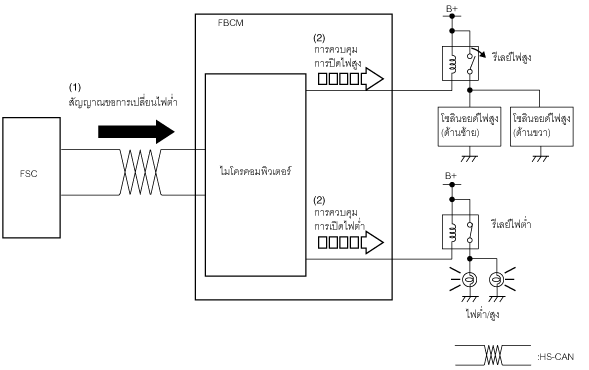 FBCM
B+
(2)
การควบคุม
การปิดไฟสูง
รีเลย์ไฟสูง
(1)
สัญญาณขอการเปลี่ยนไฟต่ำ
โซลินอยด์ไฟสูง
(ด้านซ้าย)
โซลินอยด์ไฟสูง
(ด้านขวา)
FSC
ไมโครคอมพิวเตอร์
B+
(2)
การควบคุม
การเปิดไฟต่ำ
รีเลย์ไฟต่ำ
ไฟต่ำ/สูง
:HS-CAN